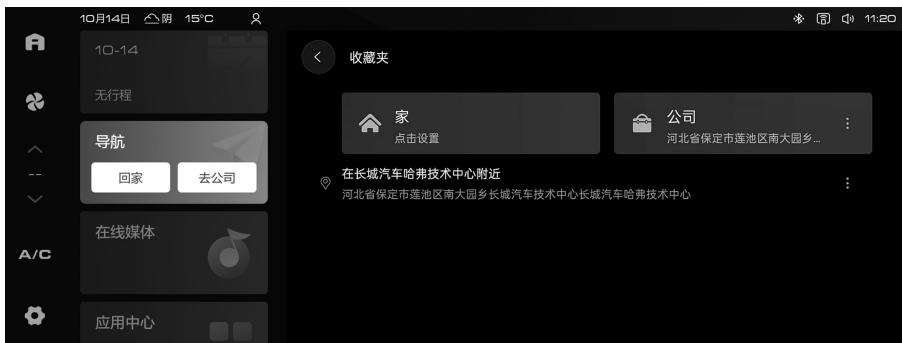 10月14日 阴 15°C 11:20
10-14
无行程
导航
回家 去公司
在线媒体
应用中心
A/C
--
收藏夹
家
点击设置
公司
河北省保定市莲池区南大园乡...
在长城汽车哈弗技术中心附近
河北省保定市莲池区南大园乡长城汽车技术中心长城汽车哈弗技术中心